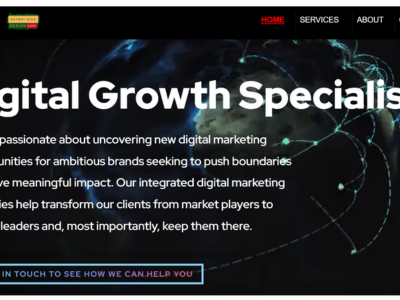 HOME SERVICES ABOUT
gital Growth Specialis
passionate about uncovering new digital marketing
unities for ambitious brands seeking to push boundaries
ve meaningful impact. Our integrated digital marketing
ies help transform our clients from market players to
leaders and, most importantly, keep them there.
IN TOUCH TO SEE HOW WE CAN HELP YOU